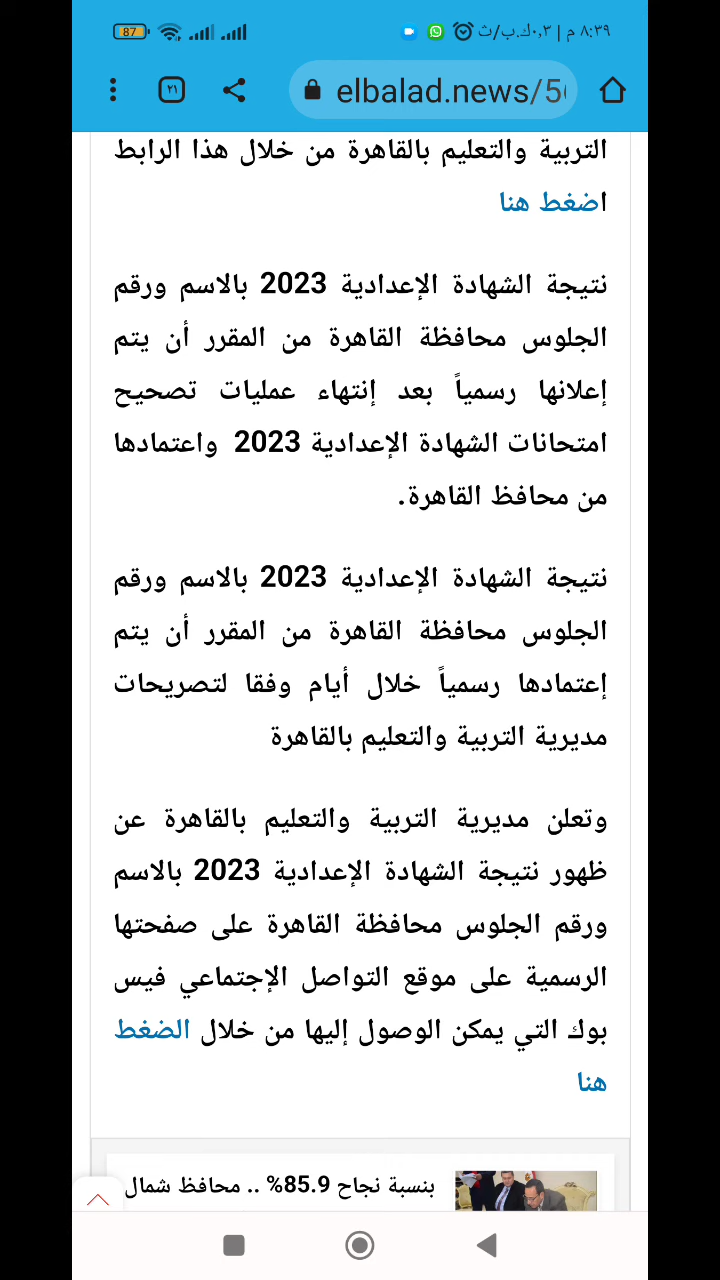 ٨:٣٩ م | ٠٫٣ك.ب/ث
87
elbalad.news/5
٢١
التربية والتعليم بالقاهرة من خلال هذا الرابط
اضغط هنا
نتيجة الشهادة الإعدادية 2023 بالاسم ورقم
الجلوس محافظة القاهرة من المقرر أن يتم
إعلانها رسمياً بعد إنتهاء عمليات تصحيح
امتحانات الشهادة الإعدادية 2023 واعتمادها
من محافظ القاهرة.
نتيجة الشهادة الإعدادية 2023 بالاسم ورقم
الجلوس محافظة القاهرة من المقرر أن يتم
إعتمادها رسمياً خلال أيام وفقا لتصريحات
مديرية التربية والتعليم بالقاهرة
وتعلن مديرية التربية والتعليم بالقاهرة عن
ظهور نتيجة الشهادة الإعدادية 2023 بالاسم
ورقم الجلوس محافظة القاهرة على صفحتها
الرسمية على موقع التواصل الإجتماعي فيس
بوك التي يمكن الوصول إليها من خلال الضغط
هنا
بنسبة نجاح 85.9% .. محافظ شمال